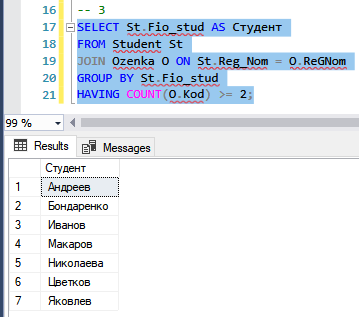 16
17
18
19
20
21
-- 3
SELECT St.Fio_stud AS Студент
FROM Student St
JOIN Ozenka O ON St.Reg_Nom = O.ReGNom
GROUP BY St.Fio_stud
HAVING COUNT(O.Kod) >= 2;
99 %
Results Messages
Студент
1 Андреев
2 Бондаренко
3 Иванов
4 Макаров
5 Николаева
6 Цветков
7 Яковлев